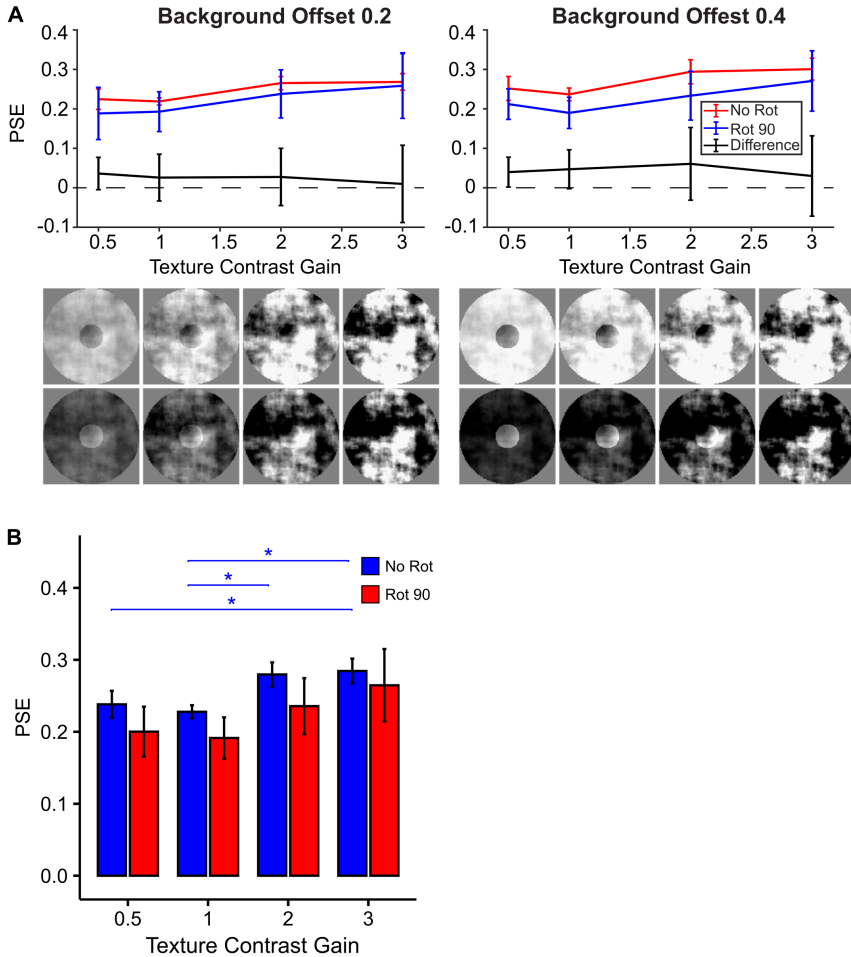 A
Background Offset 0.2
Background Offest 0.4
0.4
0.3
0.2
0.1
0
-0.1
PSE
0.5 1 1.5 2 2.5 3
Texture Contrast Gain
0.4
0.3
0.2
0.1
0
-0.1
No Rot
Rot 90
Difference
0.5 1 1.5 2 2.5 3
Texture Contrast Gain
B
*
*
*
No Rot
Rot 90
0.4
0.3
0.2
0.1
0.0
PSE
0.5 1 2 3
Texture Contrast Gain